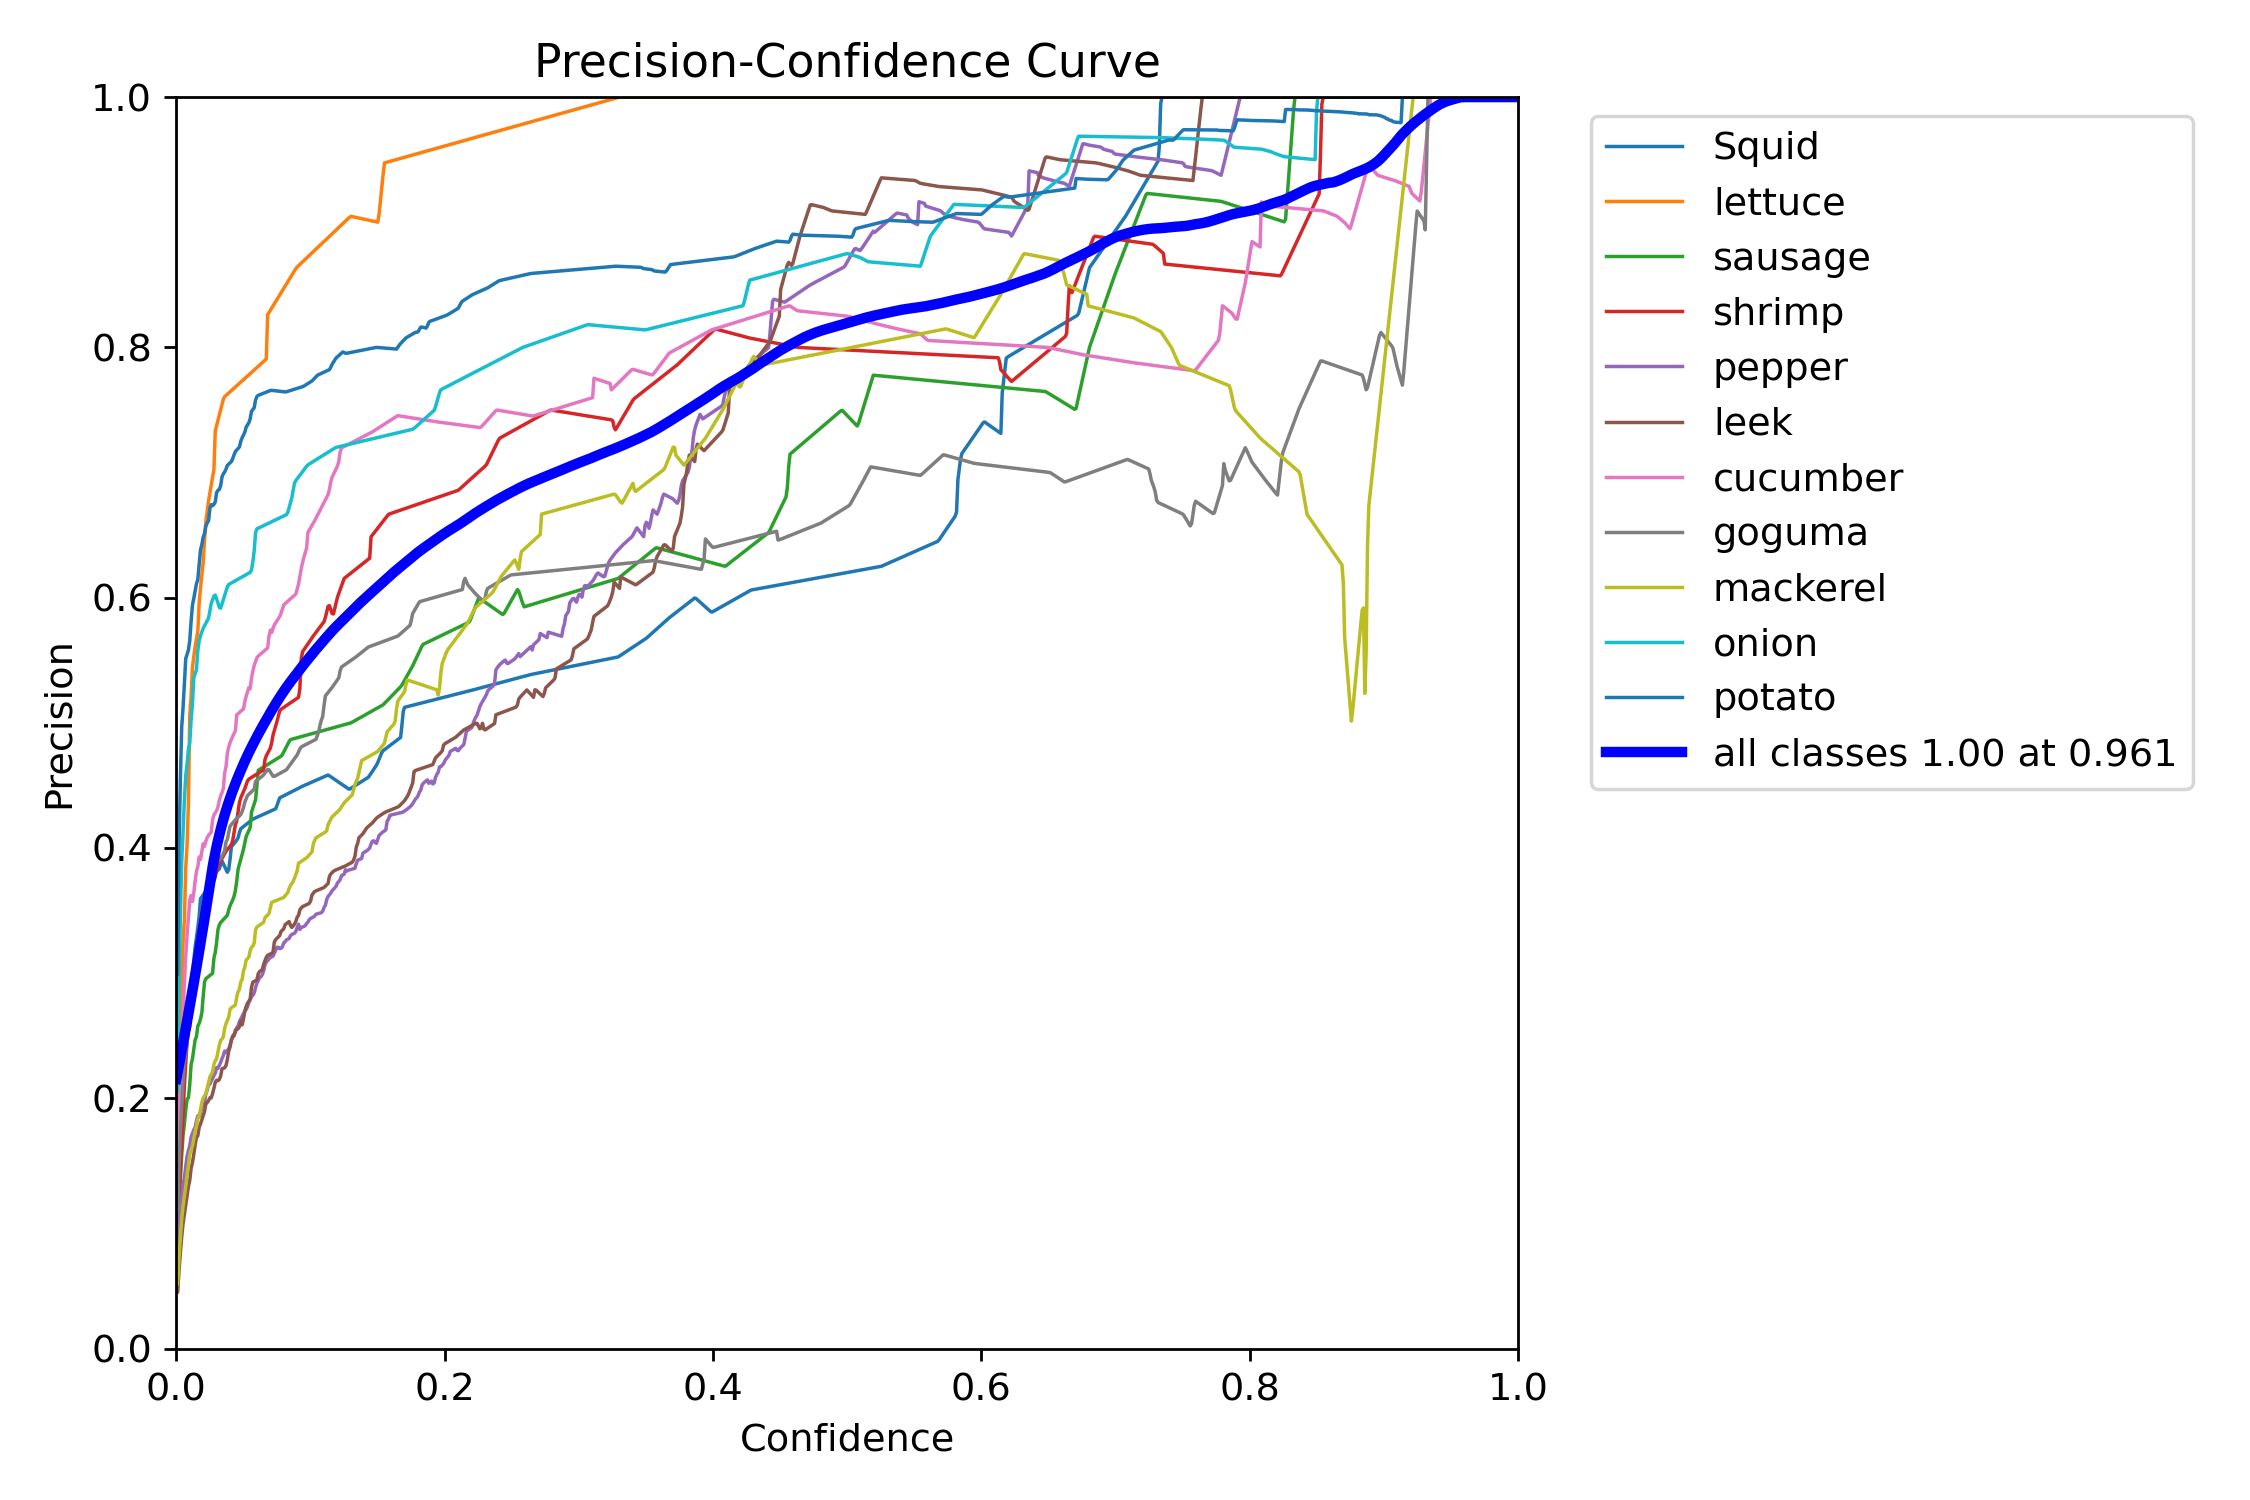 Precision-Confidence Curve
1.0
0.8
0.6
0.4
0.2
0.0
Precision
0.0 0.2 0.4 0.6 0.8 1.0
Confidence
Squid
lettuce
sausage
shrimp
pepper
leek
cucumber
goguma
mackerel
onion
potato
all classes 1.00 at 0.961